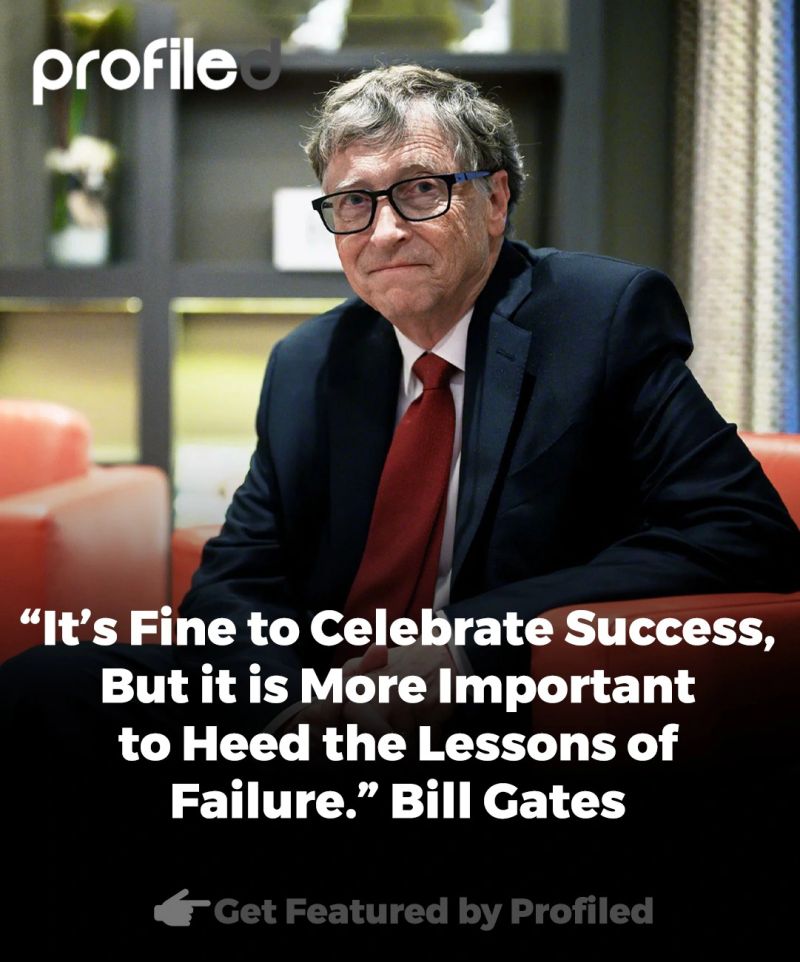 profiled
“It’s Fine to Celebrate Success,
But it is More Important
to Heed the Lessons of
Failure.” Bill Gates
Get Featured by Profiled